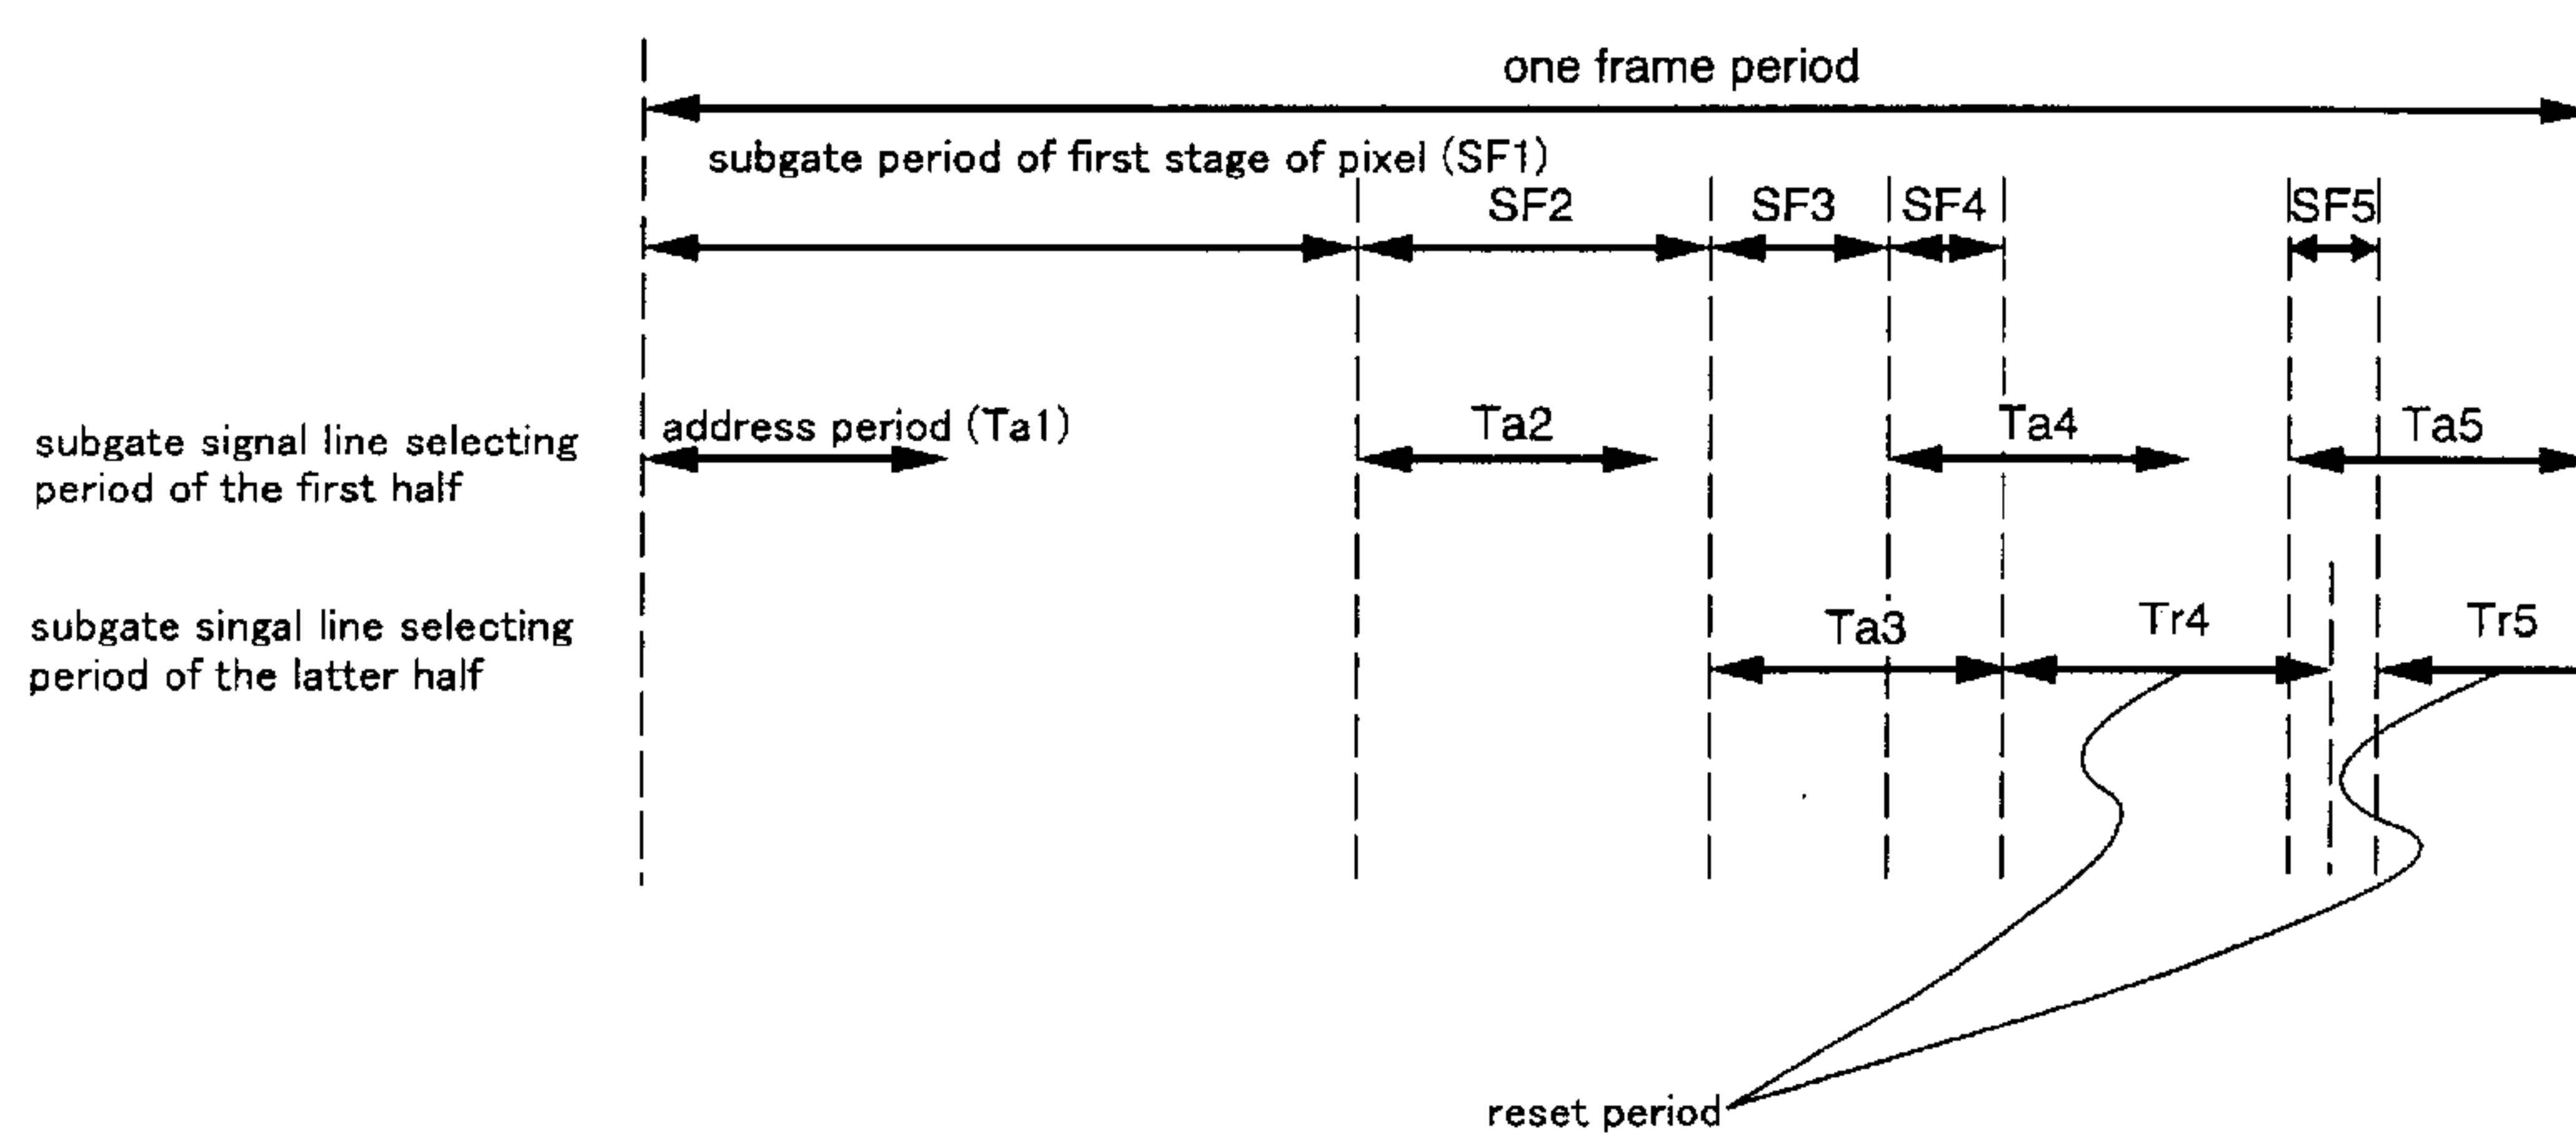 one frame period
subgate period of first stage of pixel (SF1)
SF2
SF3
SF4
SF5
subgate signal line selecting
period of the first half
address period (Ta1)
Ta2
Ta4
Ta5
subgate singal line selecting
period of the latter half
Ta3
Tr4
Tr5
reset period